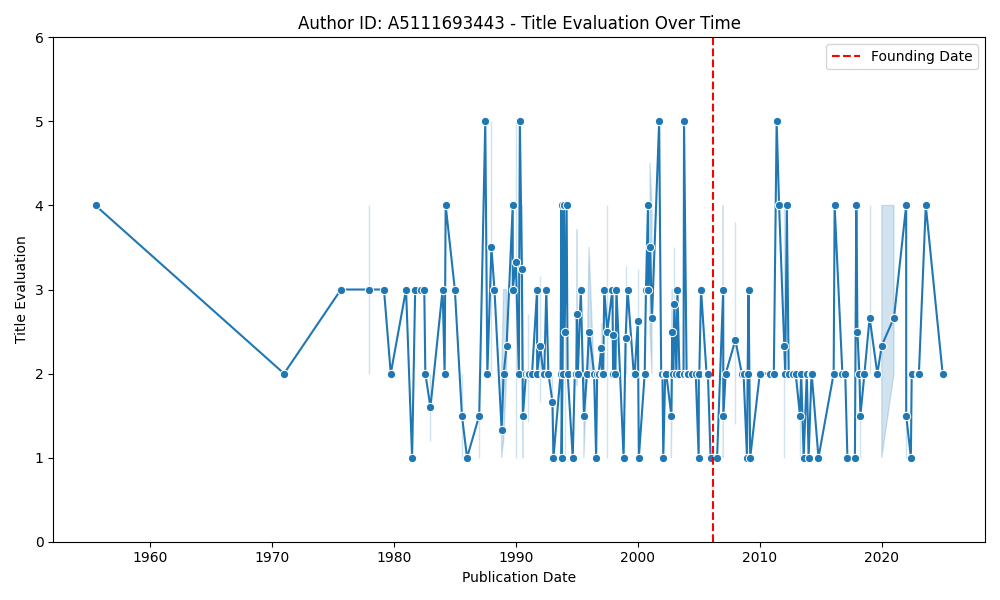 Author ID: A5111693443 - Title Evaluation Over Time
Founding Date
Title Evaluation
6
5
4
3
2
1
0
1960 1970 1980 1990 2000 2010 2020
Publication Date